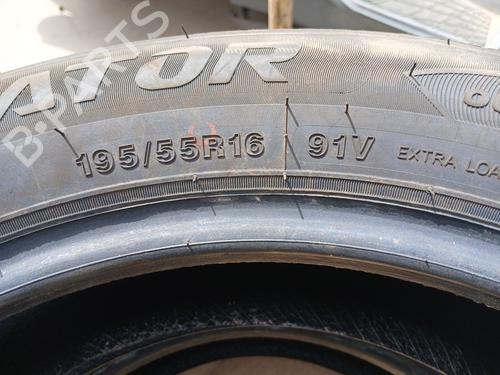 ATOR
195/55R16 91V EXTRA LOA
B-PARTS